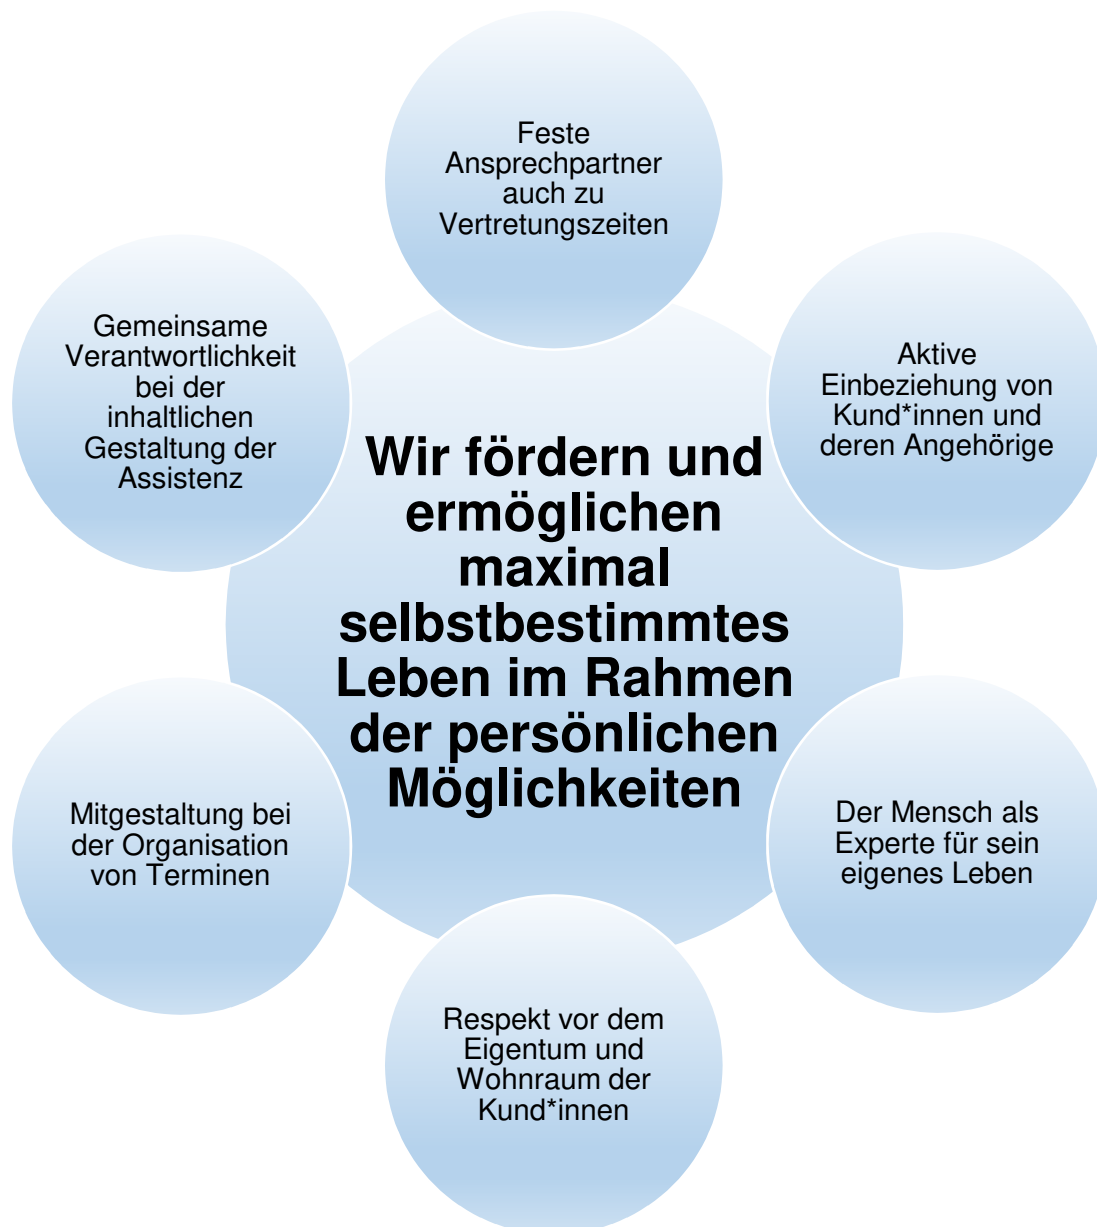 Feste
Ansprechpartner
auch zu
Vertretungszeiten
Aktive
Einbeziehung von
Kund*innen und
deren Angehörige
Der Mensch als
Experte für sein
eigenes Leben
Respekt vor dem
Eigentum und
Wohnraum der
Kund*innen
Mitgestaltung bei
der Organisation
von Terminen
Gemeinsame
Verantwortlichkeit
bei der
inhaltlichen
Gestaltung der
Assistenz
Wir fördern und
ermöglichen
maximal
selbstbestimmtes
Leben im Rahmen
der persönlichen
Möglichkeiten